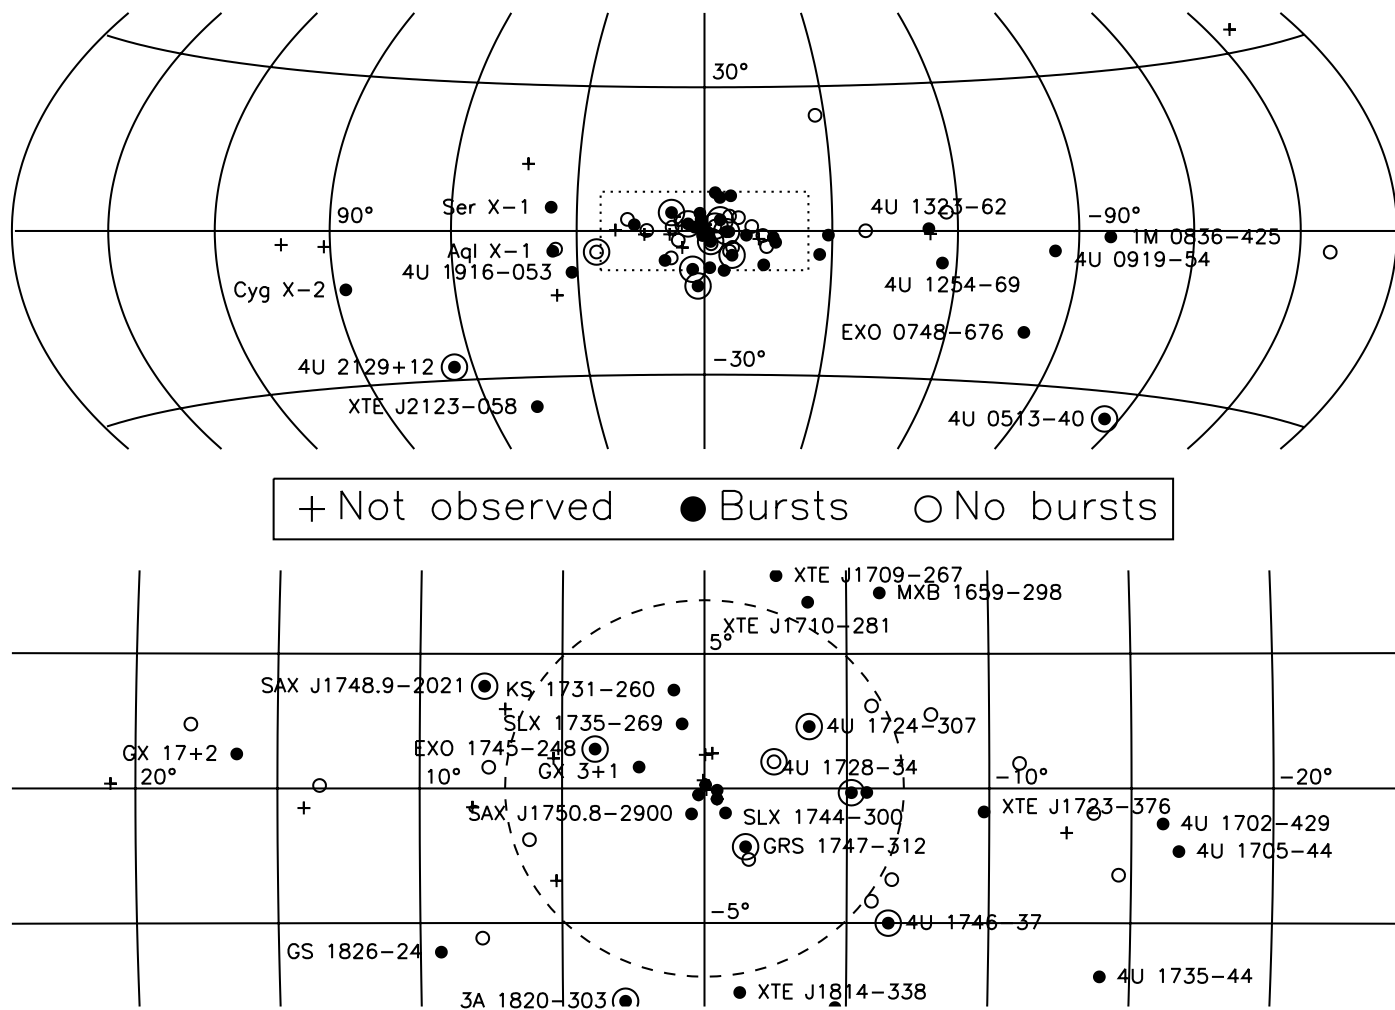 30°
4U 1323−62
Ser X−1
90°
−90°
1M 0836−425
Aql X−1
4U 0919−54
4U 1916−053
4U 1254−69
Cyg X−2
EXO 0748−676
−30°
4U 2129+12
XTE J2123−058
4U 0513−40
Not observed Bursts No bursts
XTE J1709−267
MXB 1659−298
XTE J1710−281
5°
SAX J1748.9−2021
KS 1731−260
SLX 1735−269
4U 1724−307
EXO 1745−248
GX 17+2
GX 3+1
4U 1728−34
20°
10°
−10°
−20°
XTE J1723−376
SAX J1750.8−2900
SLX 1744−300
4U 1702−429
GRS 1747−312
4U 1705−44
−5°
4U 1746−37
GS 1826−24
4U 1735−44
3A 1820−303
XTE J1814−338